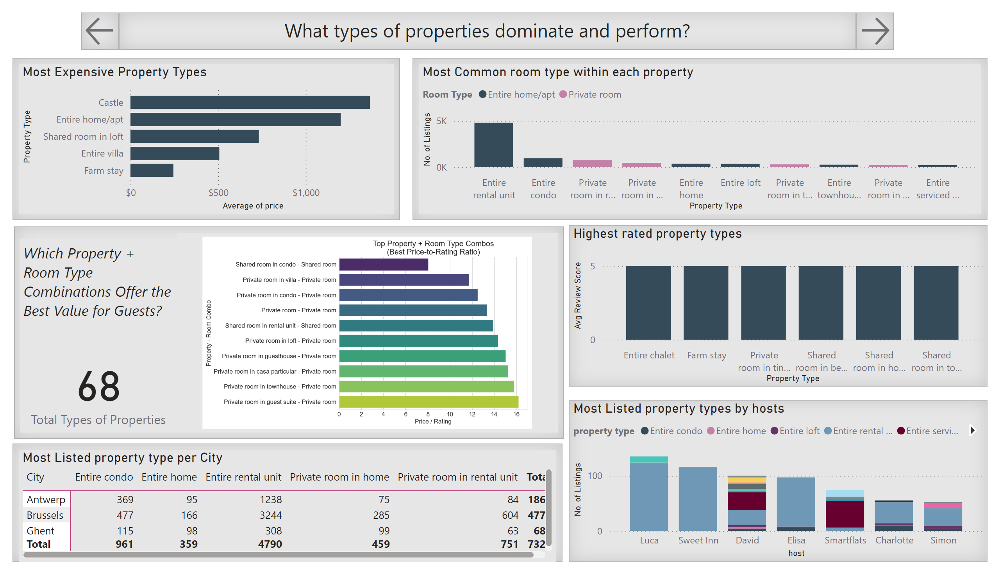 What types of properties dominate and perform?
Most Expensive Property Types
Property Type
Castle
Entire home/apt
Shared room in loft
Entire villa
Farm stay
$0 $500 $1,000
Average of price
Most Common room type within each property
Room Type Entire home/apt Private room
No. of Listings
5K
0K
Entire rental unit
Entire condo
Private room in r...
Private room in ...
Entire home
Entire loft
Private room in t...
Entire townhou...
Private room in ...
Entire serviced ...
Property Type
Which Property +
Room Type
Combinations Offer the
Best Value for Guests?
68
Total Types of Properties
Top Property + Room Type Combos
(Best Price-to-Rating Ratio)
Property - Room Combo
Shared room in condo - Shared room
Private room in villa - Private room
Private room in condo - Private room
Private room - Private room
Shared room in rental unit - Shared room
Private room in loft - Private room
Private room in guesthouse - Private room
Private room in casa particular - Private room
Private room in townhouse - Private room
Private room in guest suite - Private room
0 2 4 6 8 10 12 14 16
Price / Rating
Highest rated property types
Avg Review Score
5
0
Entire chalet
Farm stay
Private room in tin...
Shared room in be...
Shared room in ho...
Shared room in to...
Property Type
Most Listed property type per City
City Entire condo Entire home Entire rental unit Private room in home Private room in rental unit Tota
Antwerp 369 95 1238 75 84 186
Brussels 477 166 3244 285 604 477
Ghent 115 98 308 99 63 68
Total 961 359 4790 459 751 732
Most Listed property types by hosts
property type Entire condo Entire home Entire loft Entire rental ... Entire servi...
No. of Listings
100
0
Luca Sweet Inn David Elisa Smartflats Charlotte Simon
host